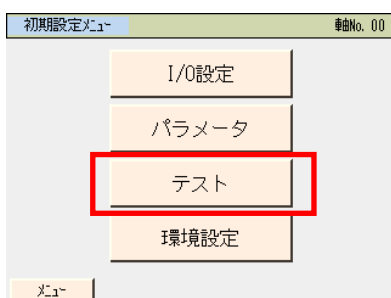 初期設定ﾒﾆｭｰ 軸No. 00
I/O設定
パラメータ
テスト
環境設定
ﾒﾆｭｰ